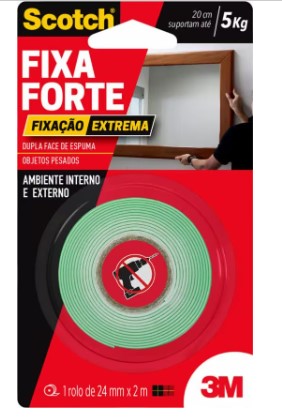 Scotch
20 cm
suportam até
5Kg
FIXA
FORTE
FIXAÇÃO EXTREMA
DUPLA FACE DE ESPUMA
OBJETOS PESADOS
AMBIENTE INTERNO
E EXTERNO
1 rolo de 24 mm x 2 m
3M